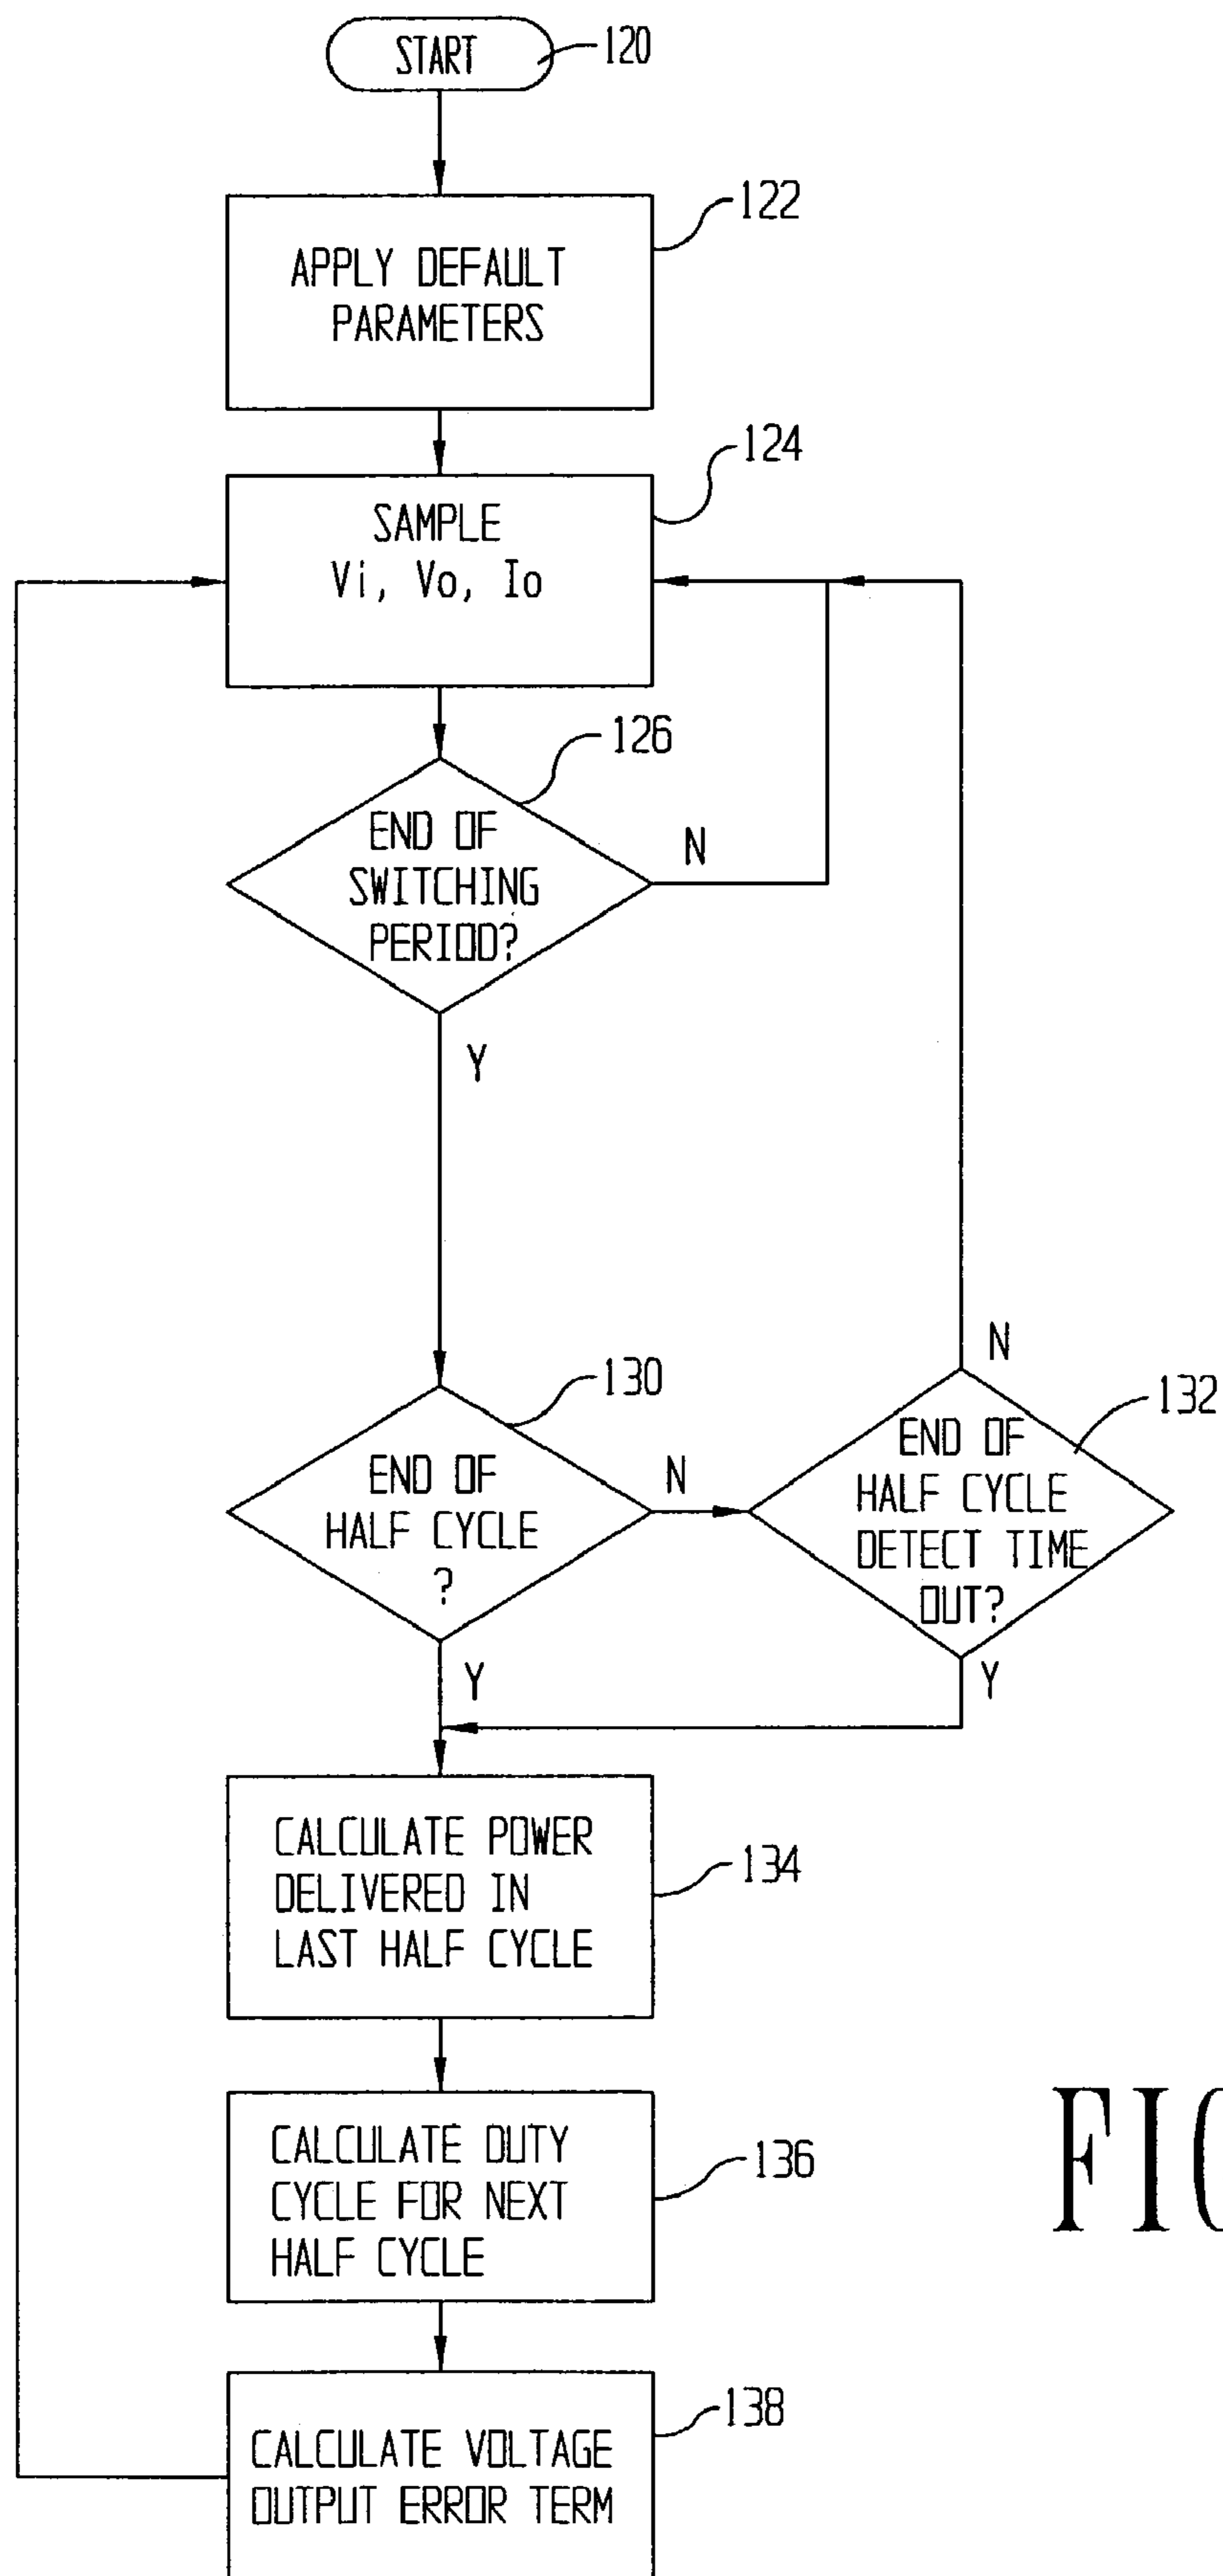 START
120
APPLY DEFAULT
PARAMETERS
122
SAMPLE
Vi, Vo, Io
124
END OF
SWITCHING
PERIOD?
126
N
Y
END OF
HALF CYCLE
?
130
N
END OF
HALF CYCLE
DETECT TIME
OUT?
132
N
Y
Y
CALCULATE POWER
DELIVERED IN
LAST HALF CYCLE
134
CALCULATE DUTY
CYCLE FOR NEXT
HALF CYCLE
136
CALCULATE VOLTAGE
OUTPUT ERROR TERM
138